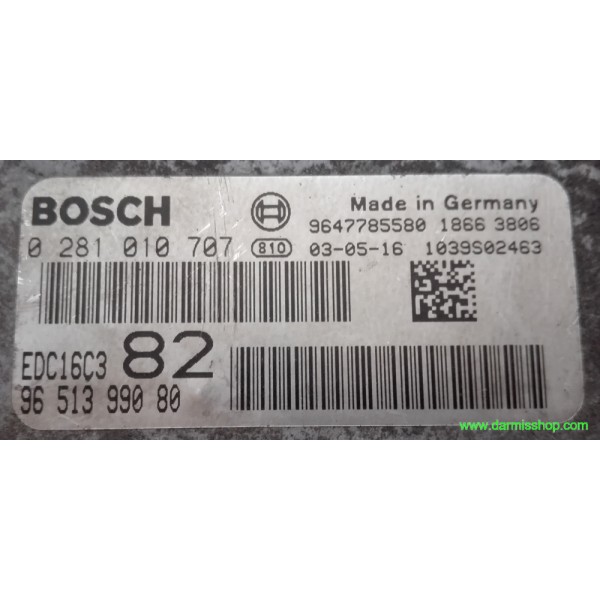 BOSCH
Made in Germany
9647785580 1866 3806
0 281 010 707 810 03-05-16 1039S02463
EDC16C3 82
96 513 990 80
www.darmisshop.com